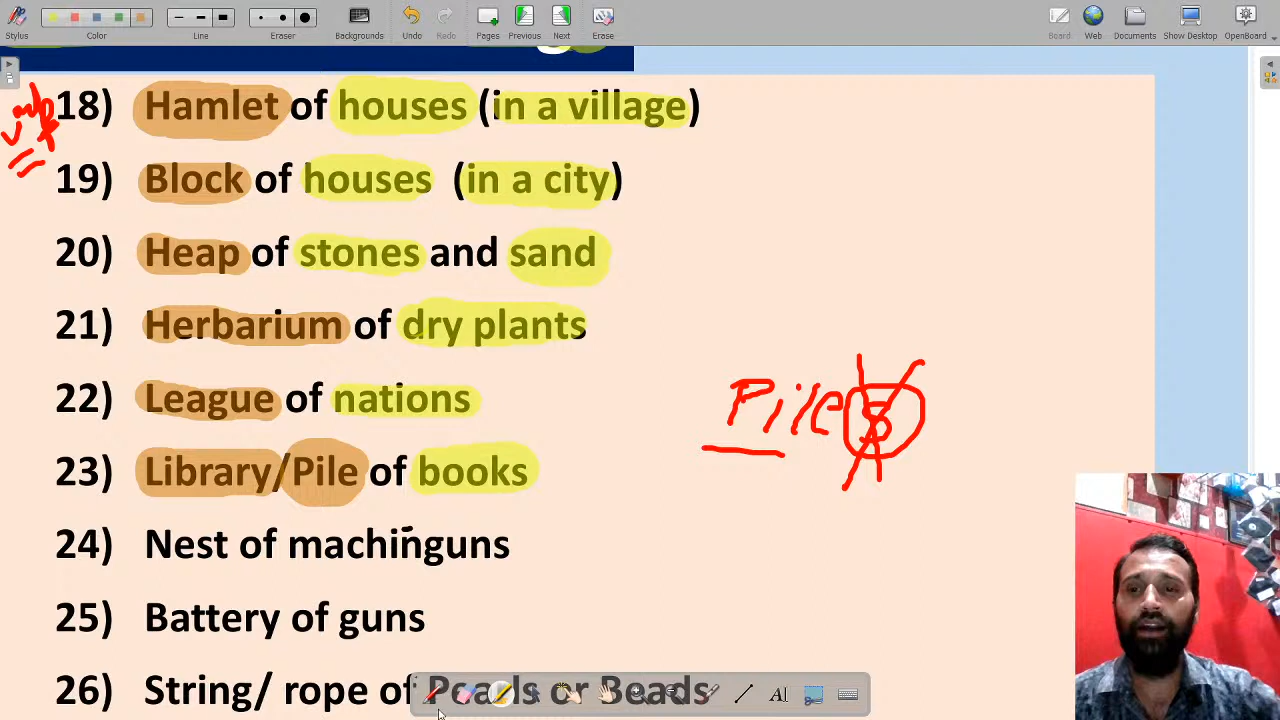 Stylus Color Line Eraser Backgrounds Undo Redo Pages Previous Next Erase Board Web Documents Show Desktop OpenBoard
18) Hamlet of houses (in a village)
19) Block of houses (in a city)
20) Heap of stones and sand
21) Herbarium of dry plants
22) League of nations
Piles
23) Library/Pile of books
24) Nest of machinguns
25) Battery of guns
26) String/ rope of Pearls or Beads